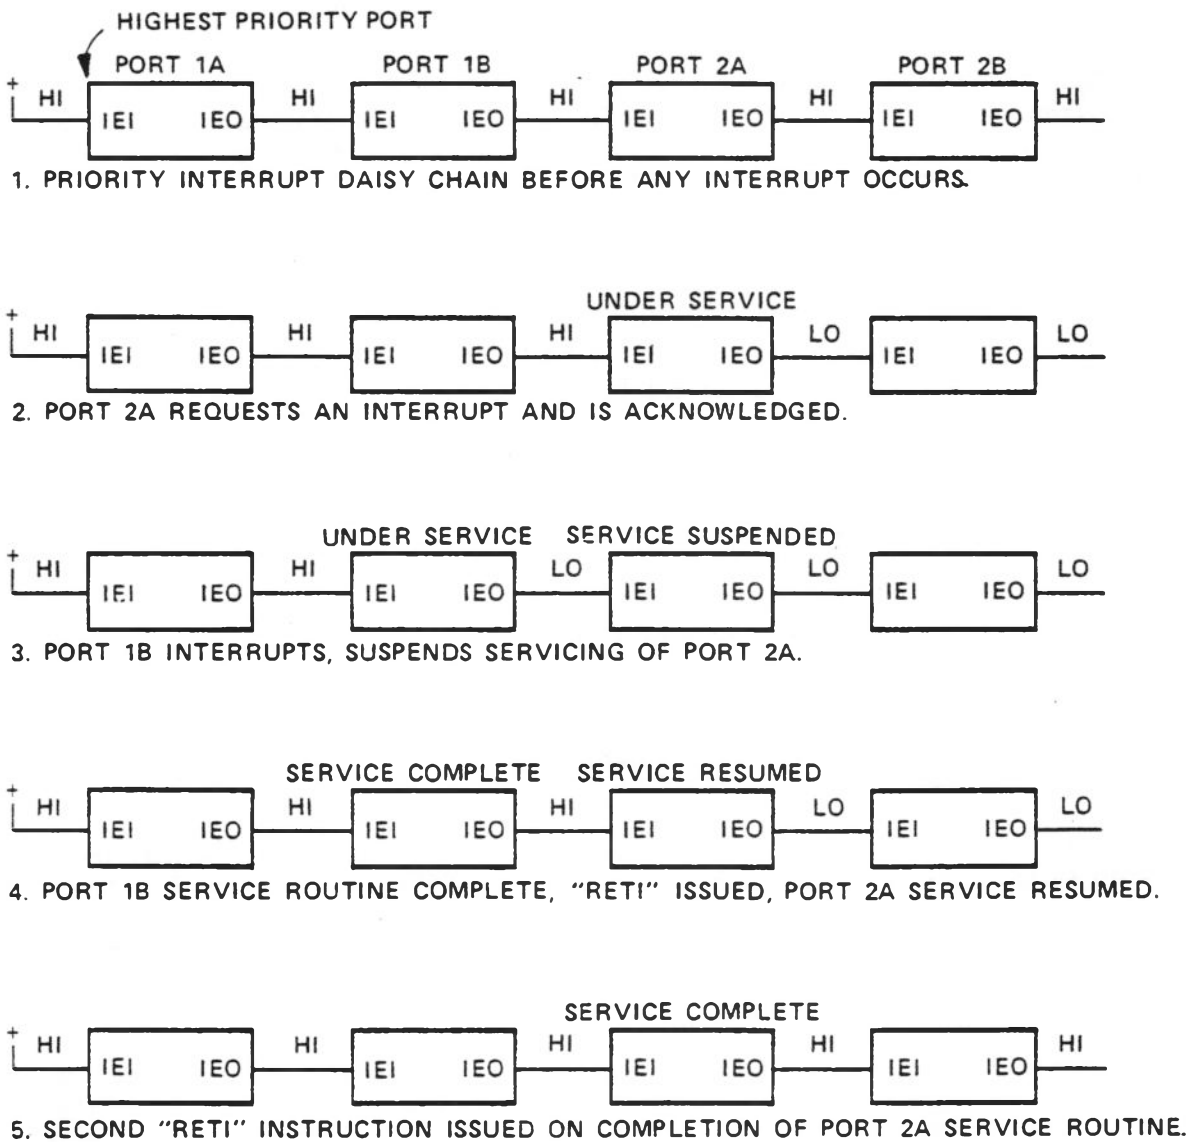 HIGHEST PRIORITY PORT
PORT 1A PORT 1B PORT 2A PORT 2B
+ HI HI HI HI HI
IEI IEO IEI IEO IEI IEO IEI IEO
1. PRIORITY INTERRUPT DAISY CHAIN BEFORE ANY INTERRUPT OCCURS.
UNDER SERVICE
+ HI HI HI LO LO
IEI IEO IEI IEO IEI IEO IEI IEO
2. PORT 2A REQUESTS AN INTERRUPT AND IS ACKNOWLEDGED.
UNDER SERVICE SERVICE SUSPENDED
+ HI HI LO LO LO
IEI IEO IEI IEO IEI IEO IEI IEO
3. PORT 1B INTERRUPTS, SUSPENDS SERVICING OF PORT 2A.
SERVICE COMPLETE SERVICE RESUMED
+ HI HI HI LO LO
IEI IEO IEI IEO IEI IEO IEI IEO
4. PORT 1B SERVICE ROUTINE COMPLETE, "RETI" ISSUED, PORT 2A SERVICE RESUMED.
SERVICE COMPLETE
+ HI HI HI HI HI
IEI IEO IEI IEO IEI IEO IEI IEO
5. SECOND "RETI" INSTRUCTION ISSUED ON COMPLETION OF PORT 2A SERVICE ROUTINE.